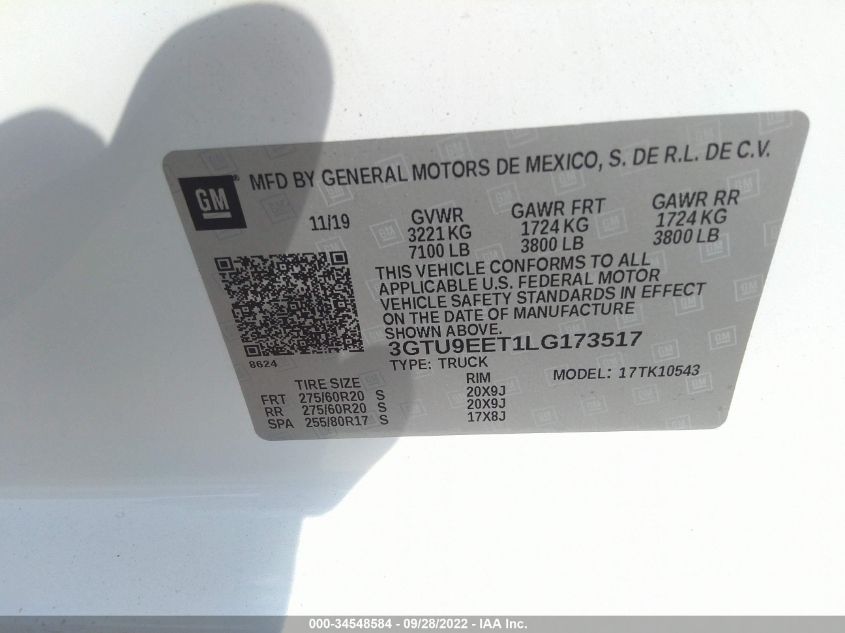 GM
MFD BY GENERAL MOTORS DE MEXICO, S. DE R.L. DE C.V.
11/19
GVWR GAWR FRT GAWR RR
3221 KG 1724 KG 1724 KG
7100 LB 3800 LB 3800 LB
THIS VEHICLE CONFORMS TO ALL
APPLICABLE U.S. FEDERAL MOTOR
VEHICLE SAFETY STANDARDS IN EFFECT
ON THE DATE OF MANUFACTURE
SHOWN ABOVE.
8624
3GTU9EET1LG173517
TYPE: TRUCK MODEL: 17TK10543
TIRE SIZE RIM
FRT 275/60R20 S 20X9J
RR 275/60R20 S 20X9J
SPA 255/80R17 S 17X8J
000-34548584 - 09/28/2022 - IAA Inc.